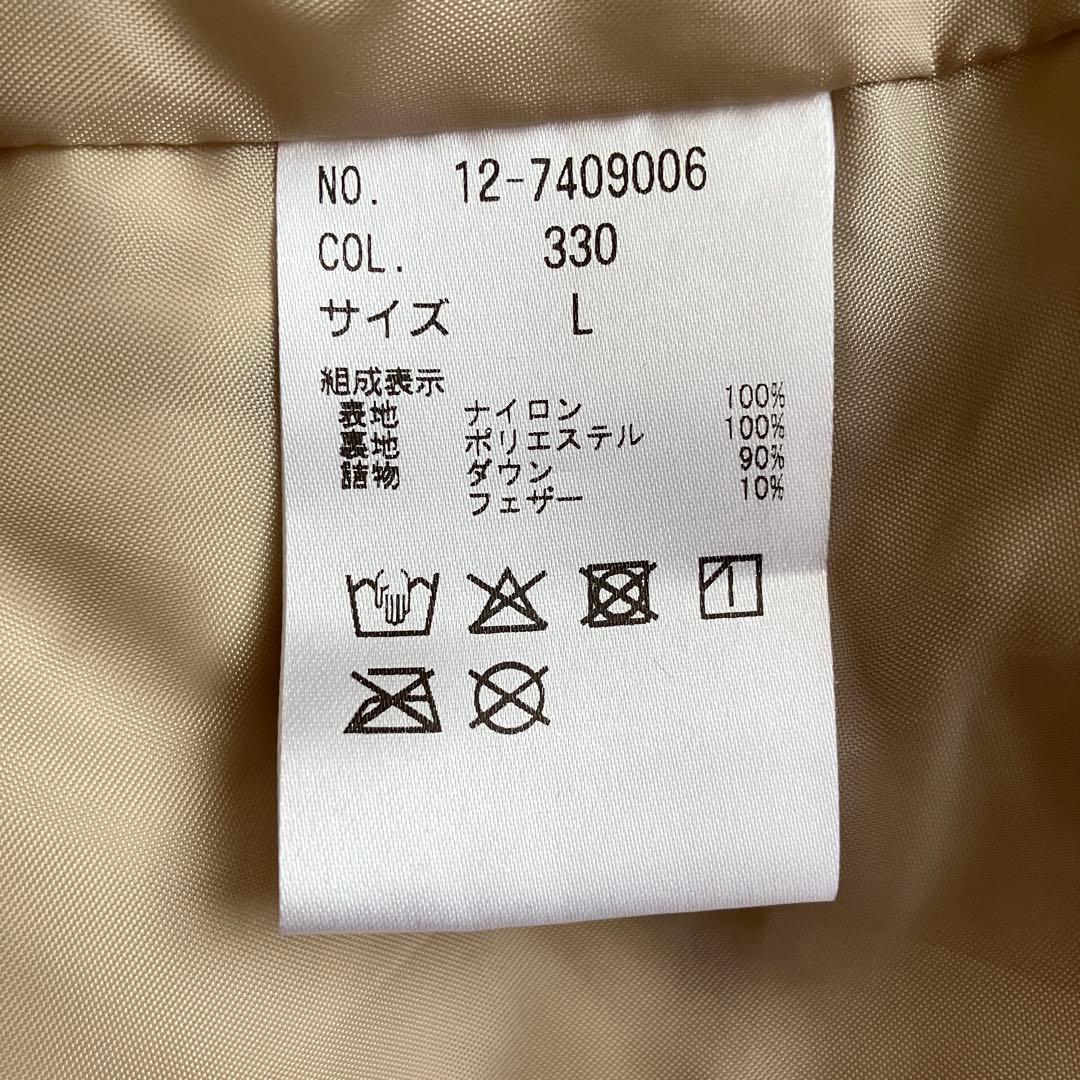 NO. 12-7409006
COL. 330
サイズ L
組成表示
表地 ナイロン 100%
裏地 ポリエステル 100%
詰物 ダウン 90%
フェザー 10%